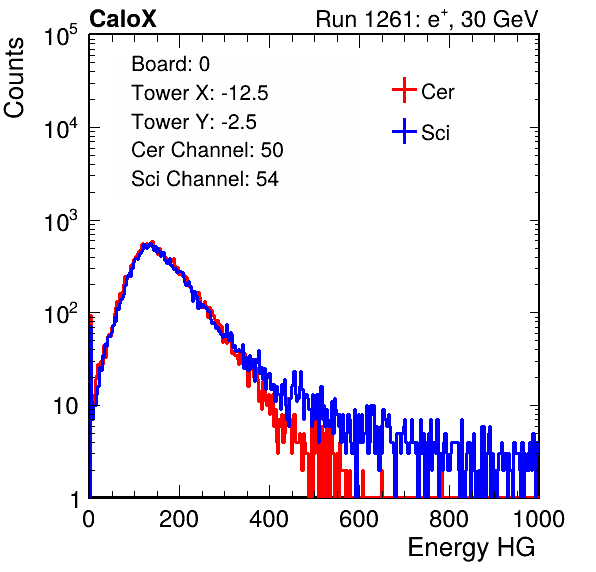 CaloX Run 1261: e⁺, 30 GeV
Counts
Board: 0
Tower X: -12.5
Tower Y: -2.5
Cer Channel: 50
Sci Channel: 54
Cer
Sci
10⁵
10⁴
10³
10²
10
1
0 200 400 600 800 1000
Energy HG